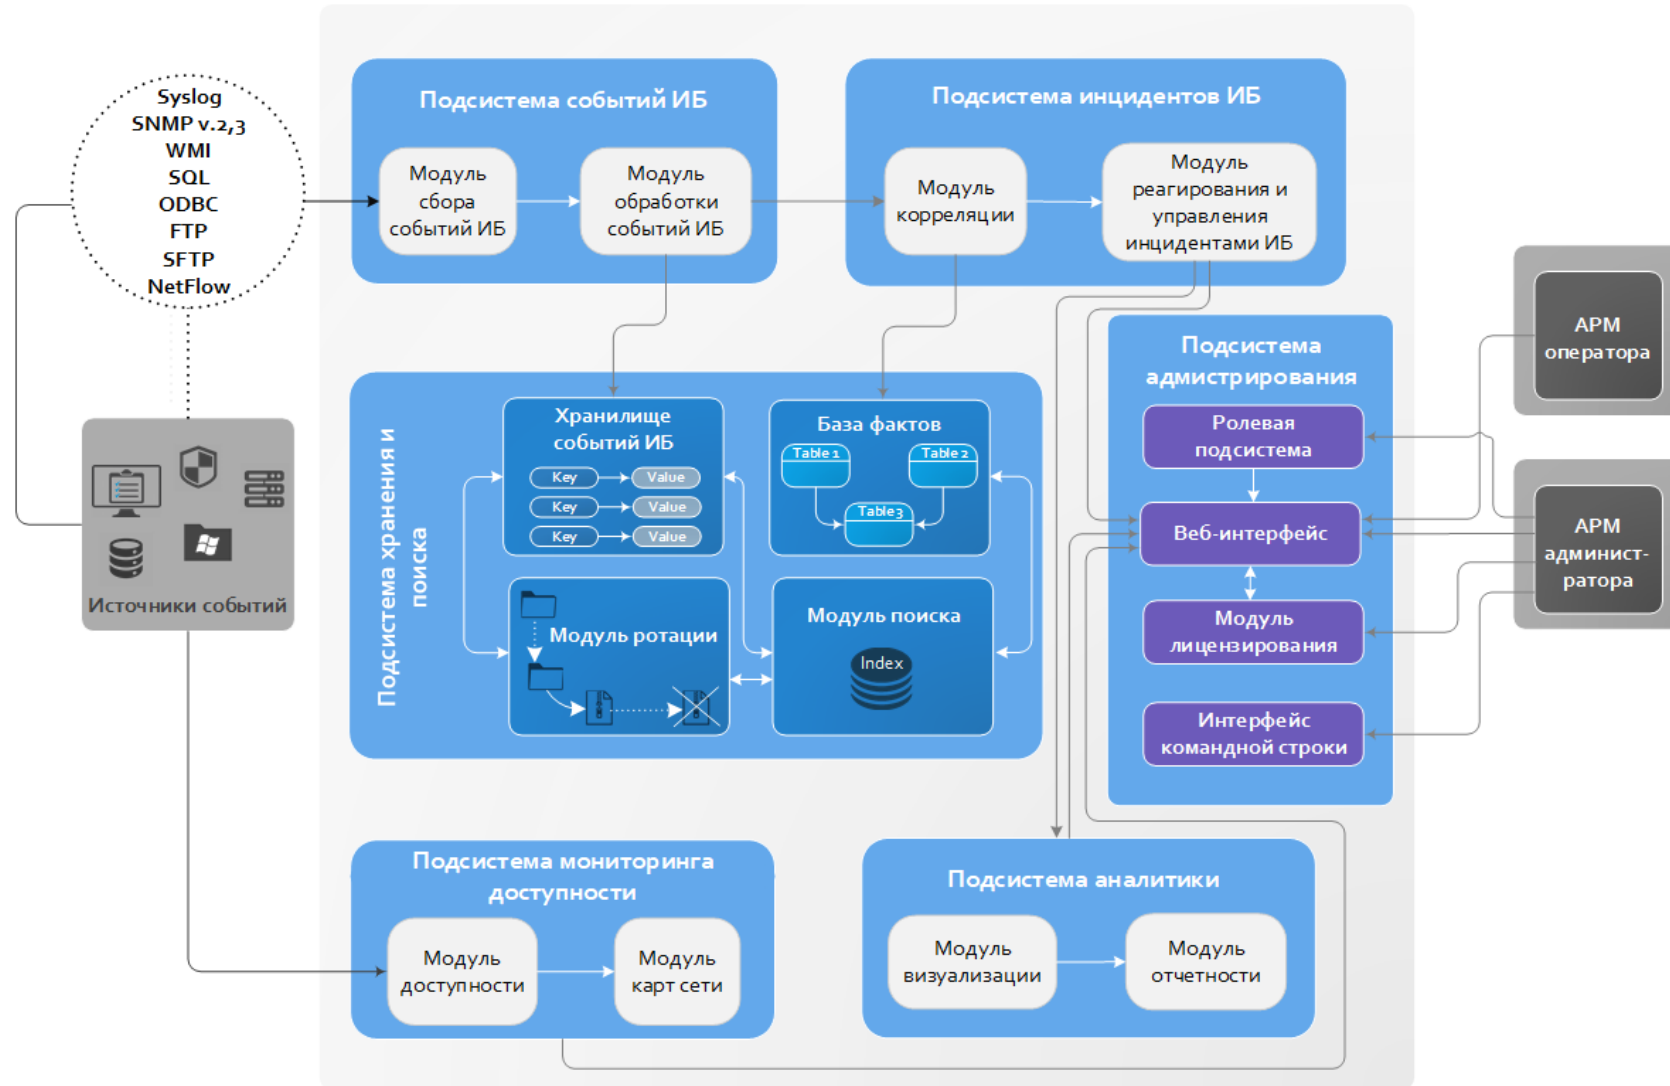 Syslog
SNMP v.2,3
WMI
SQL
ODBC
FTP
SFTP
NetFlow
Источники событий
Подсистема событий ИБ
Модуль
сбора
событий ИБ
Модуль
обработки
событий ИБ
Подсистема инцидентов ИБ
Модуль
корреляции
Модуль
реагирования и
управления
инцидентами ИБ
Подсистема хранения и
поиска
Хранилище
событий ИБ
Key
Value
Key
Value
Key
Value
База фактов
Table 1
Table 2
Table3
Модуль ротации
Модуль поиска
Index
Подсистема
адмистрирования
Ролевая
подсистема
Веб-интерфейс
Модуль
лицензирования
Интерфейс
командной строки
АРМ
оператора
АРМ
админист-
ратора
Подсистема мониторинга
доступности
Модуль
доступности
Модуль
карт сети
Подсистема аналитики
Модуль
визуализации
Модуль
отчетности